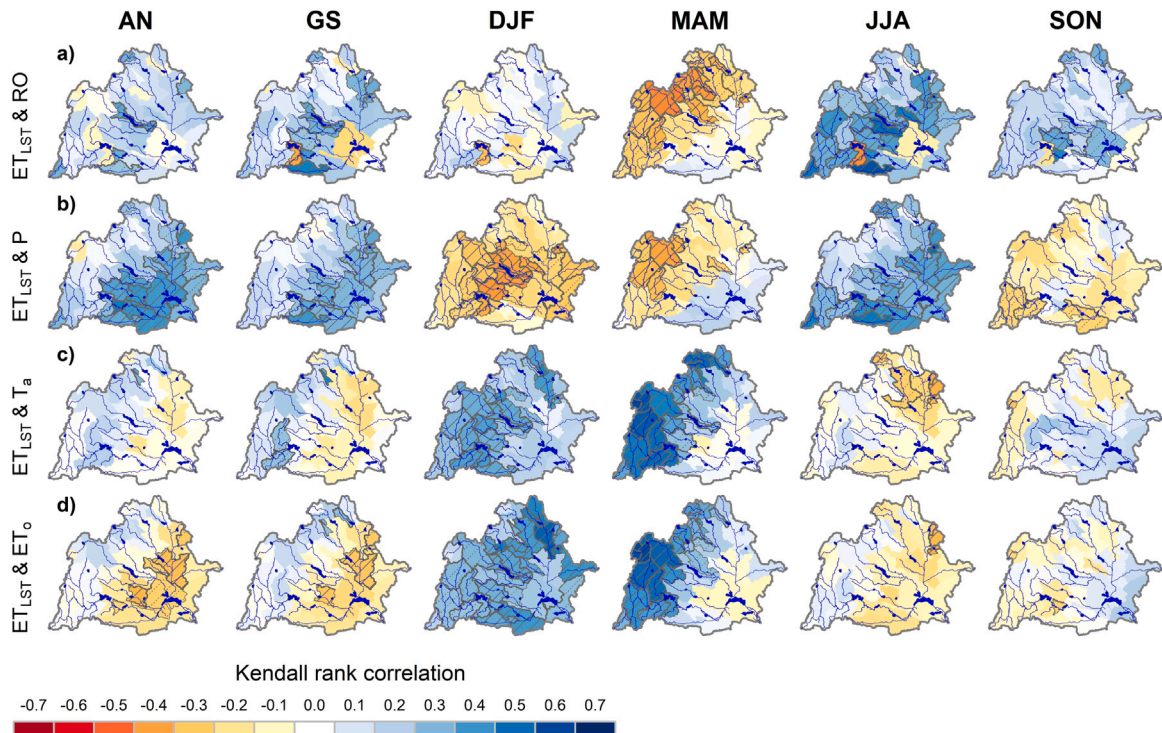 AN GS DJF MAM JJA SON
a)
ET_LST & RO
b)
ET_LST & P
c)
ET_LST & T_a
d)
ET_LST & ET_o
Kendall rank correlation
-0.7 -0.6 -0.5 -0.4 -0.3 -0.2 -0.1 0.0 0.1 0.2 0.3 0.4 0.5 0.6 0.7